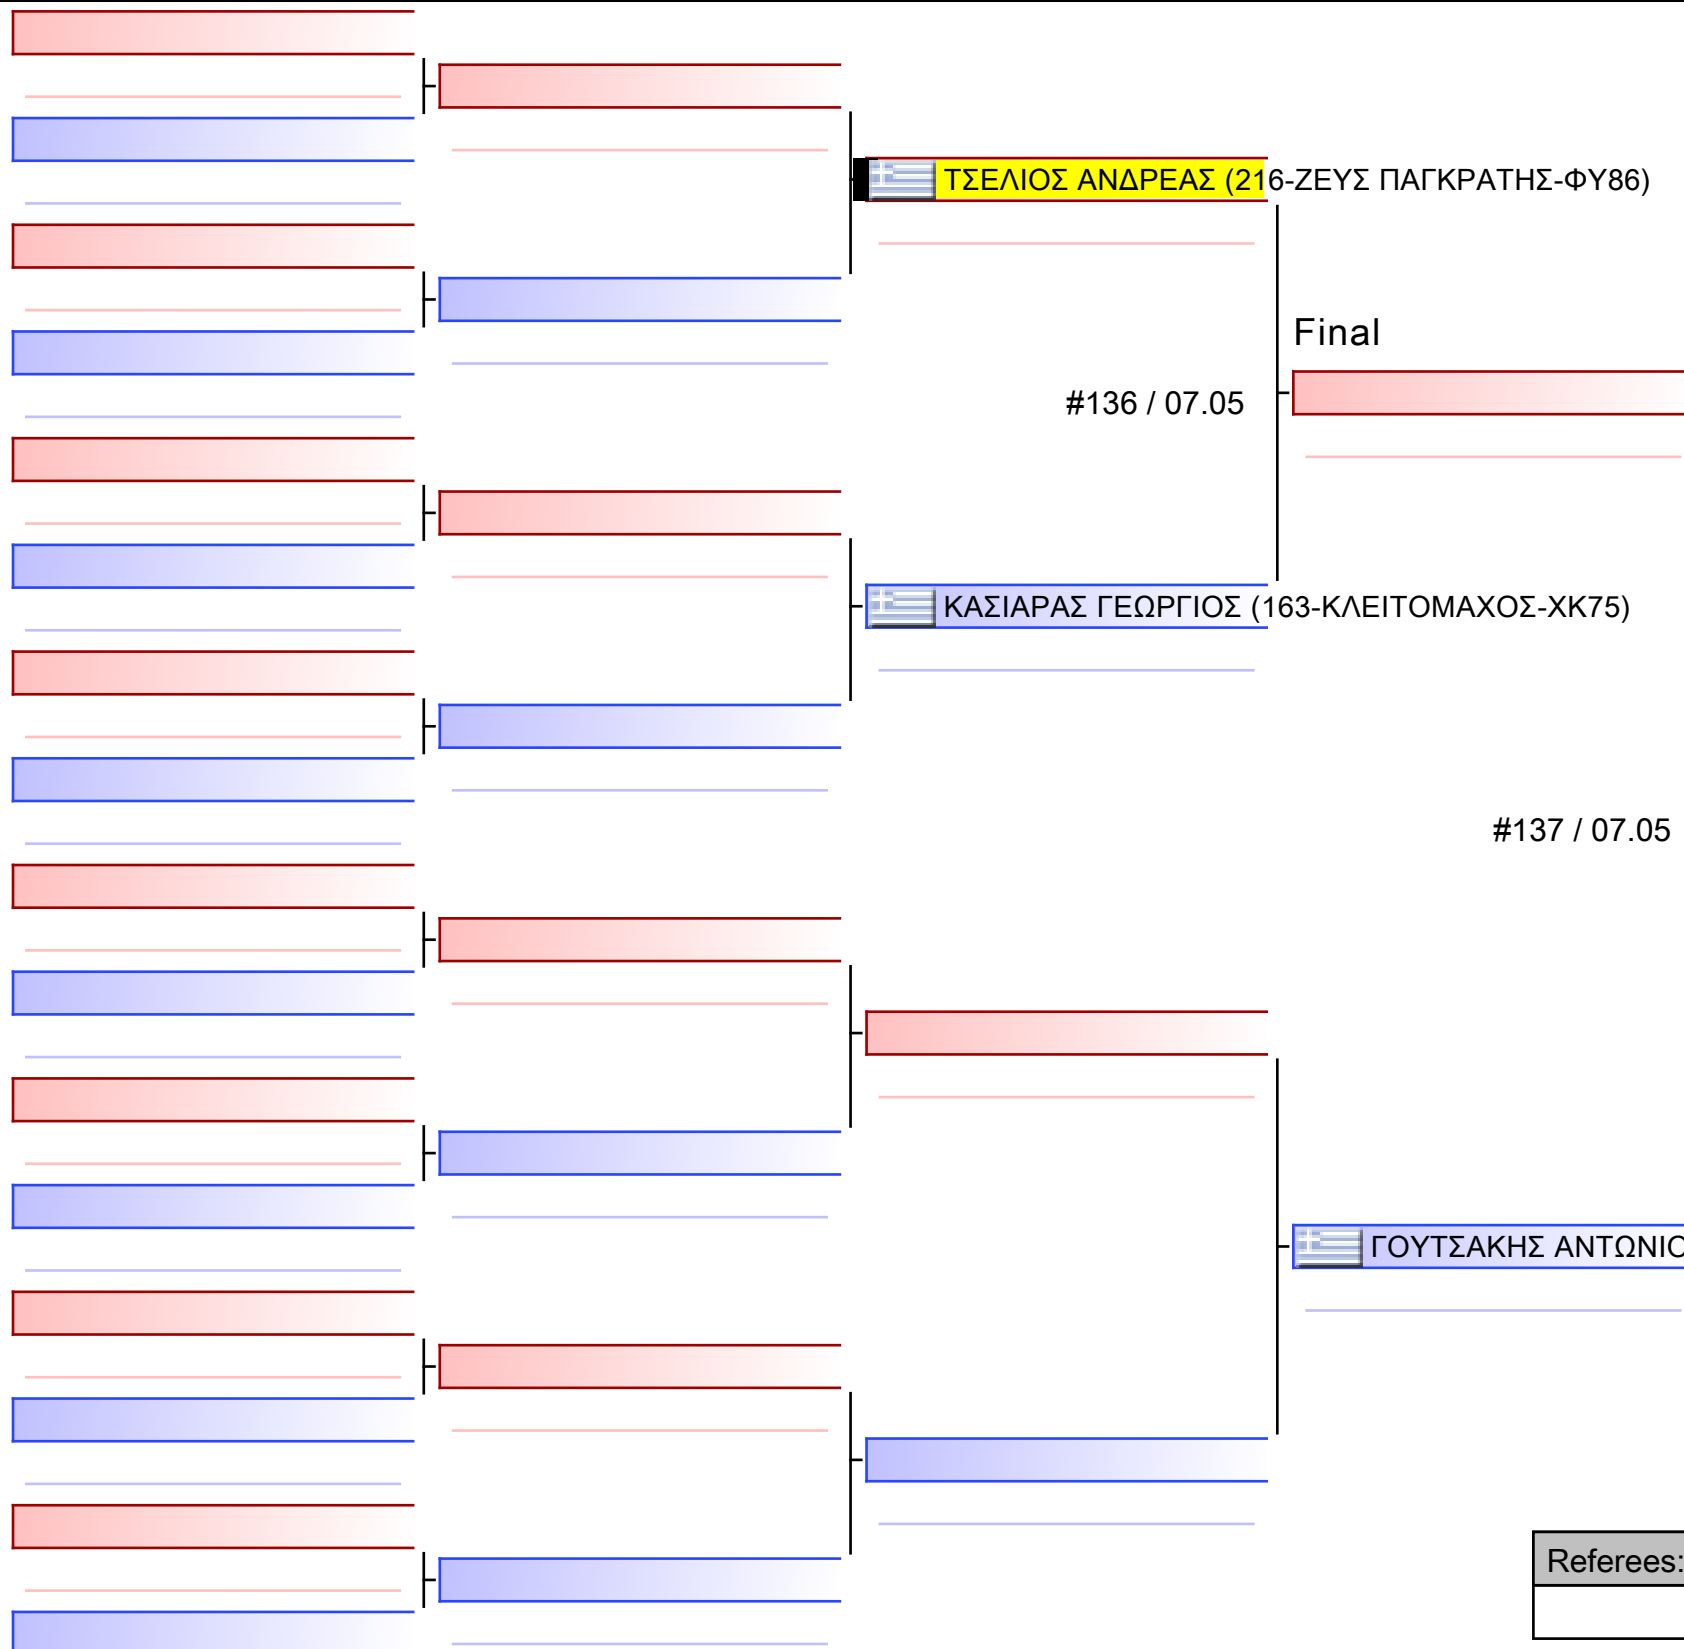 ΤΣΕΛΙΟΣ ΑΝΔΡΕΑΣ (216-ΖΕΥΣ ΠΑΓΚΡΑΤΗΣ-ΦΥ86)
Final
#136 / 07.05
ΚΑΣΙΑΡΑΣ ΓΕΩΡΓΙΟΣ (163-ΚΛΕΙΤΟΜΑΧΟΣ-ΧΚ75)
#137 / 07.05
ΓΟΥΤΣΑΚΗΣ ΑΝΤΩΝΙΟ
Referees: